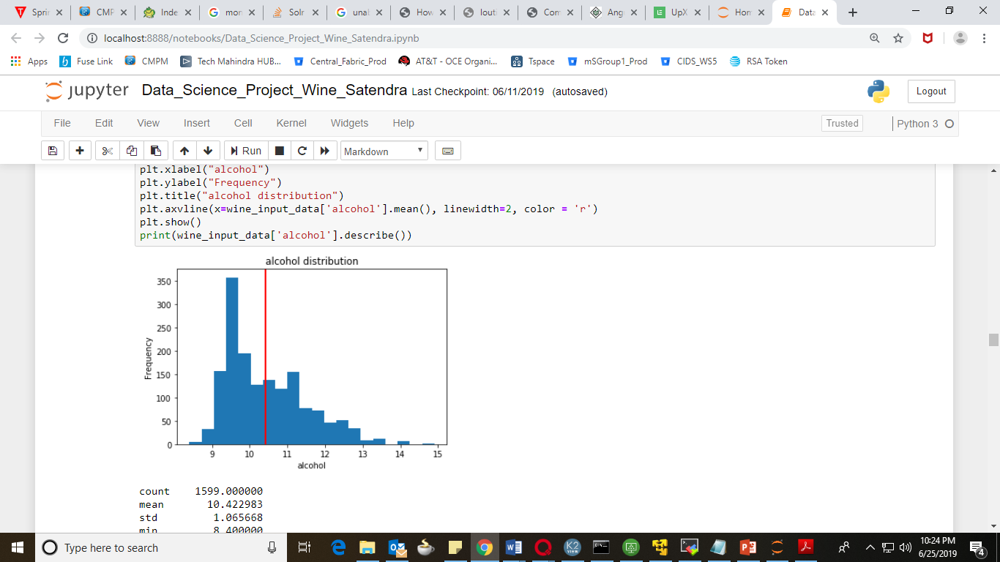 Sprin
CMP
Inde
mon
Solr
unal
How
lout
Com
Ang
UpX
Hon
Data
localhost:8888/notebooks/Data_Science_Project_Wine_Satendra.ipynb
Apps
Fuse Link
CMPM
Tech Mahindra HUB...
Central_Fabric_Prod
AT&T - OCE Organi...
Tspace
mSGroup1_Prod
CIDS_WS5
RSA Token
jupyter Data_Science_Project_Wine_Satendra Last Checkpoint: 06/11/2019 (autosaved)
Logout
File Edit View Insert Cell Kernel Widgets Help
Trusted
Python 3
Run
Markdown
plt.xlabel("alcohol")
plt.ylabel("Frequency")
plt.title("alcohol distribution")
plt.axvline(x=wine_input_data['alcohol'].mean(), linewidth=2, color = 'r')
plt.show()
print(wine_input_data['alcohol'].describe())
alcohol distribution
350
300
250
200
150
100
50
0
Frequency
9 10 11 12 13 14 15
alcohol
count 1599.000000
mean 10.422983
std 1.065668
min 8.400000
Type here to search
10:24 PM
6/25/2019
4